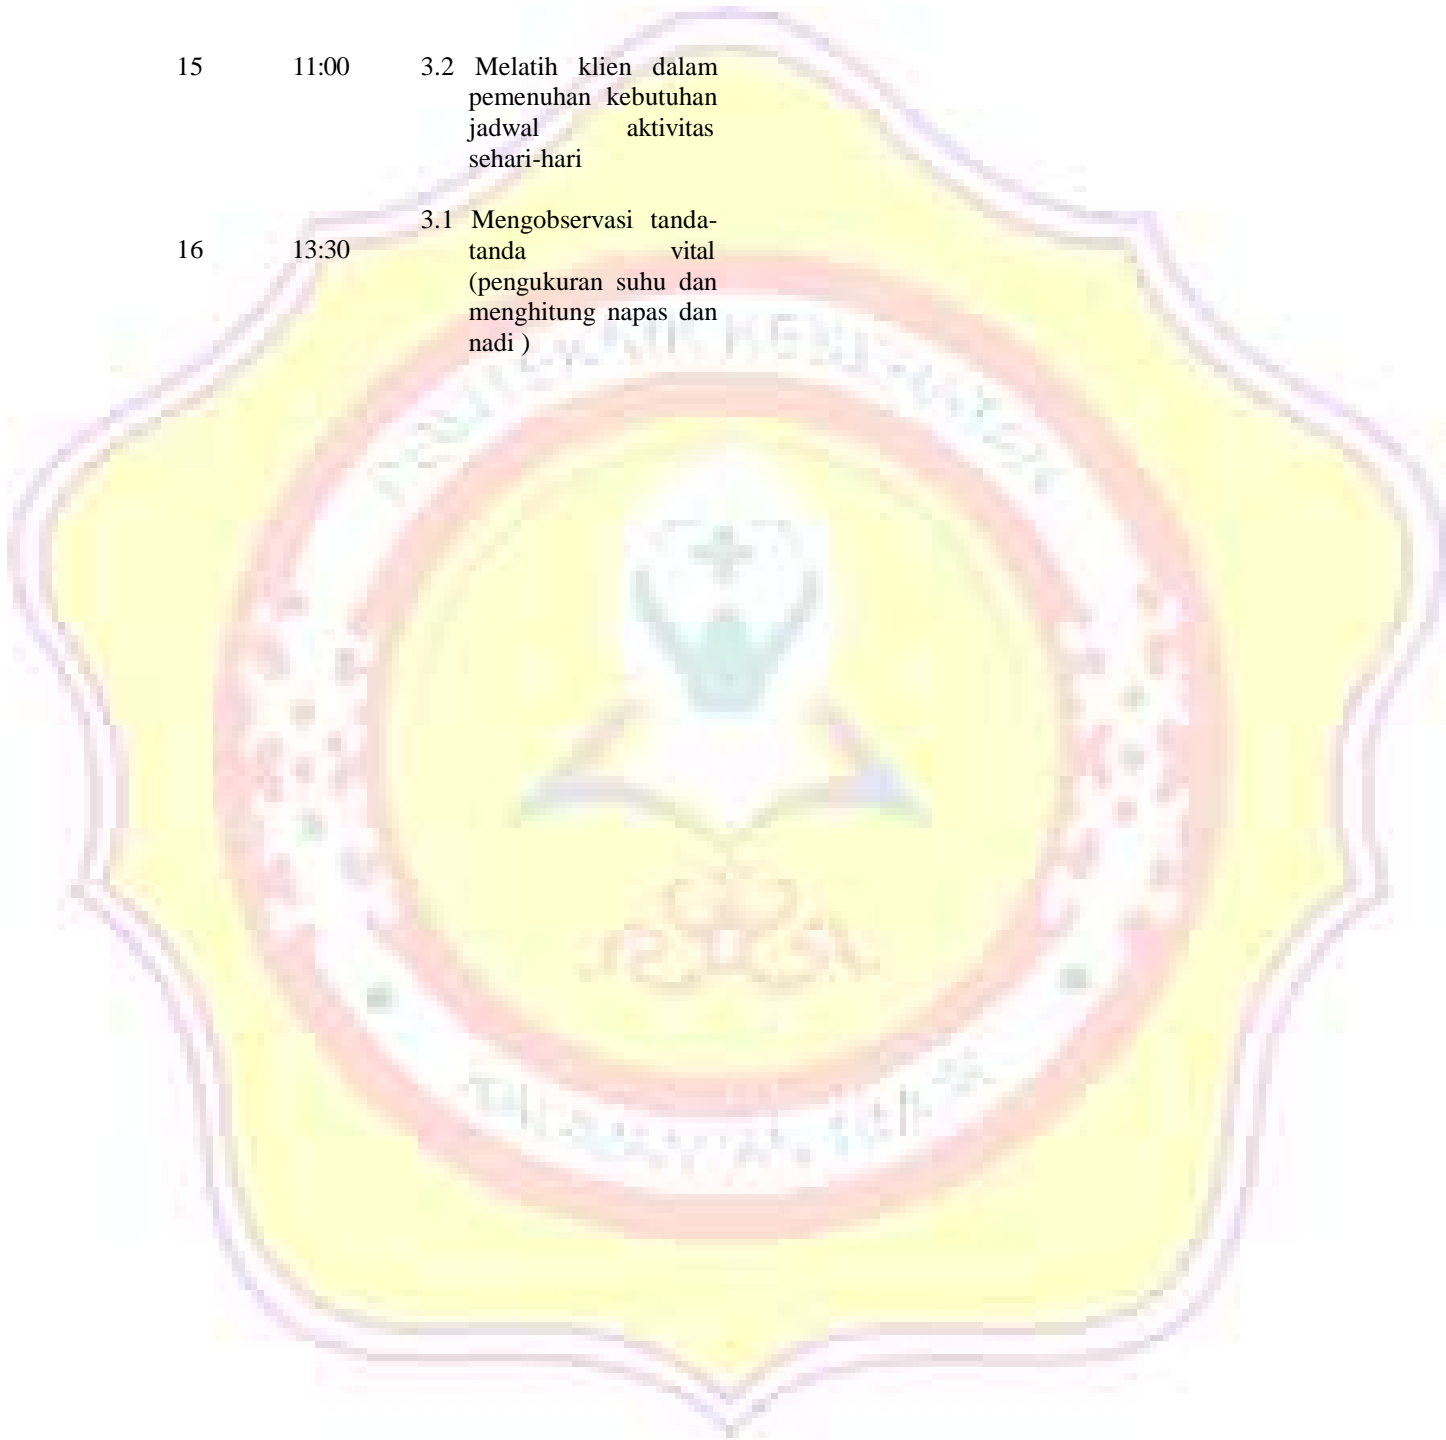 15 11:00 3.2 Melatih klien dalam
pemenuhan kebutuhan
jadwal aktivitas
sehari-hari
3.1 Mengobservasi tanda-
16 13:30 tanda vital
(pengukuran suhu dan
menghitung napas dan
nadi )